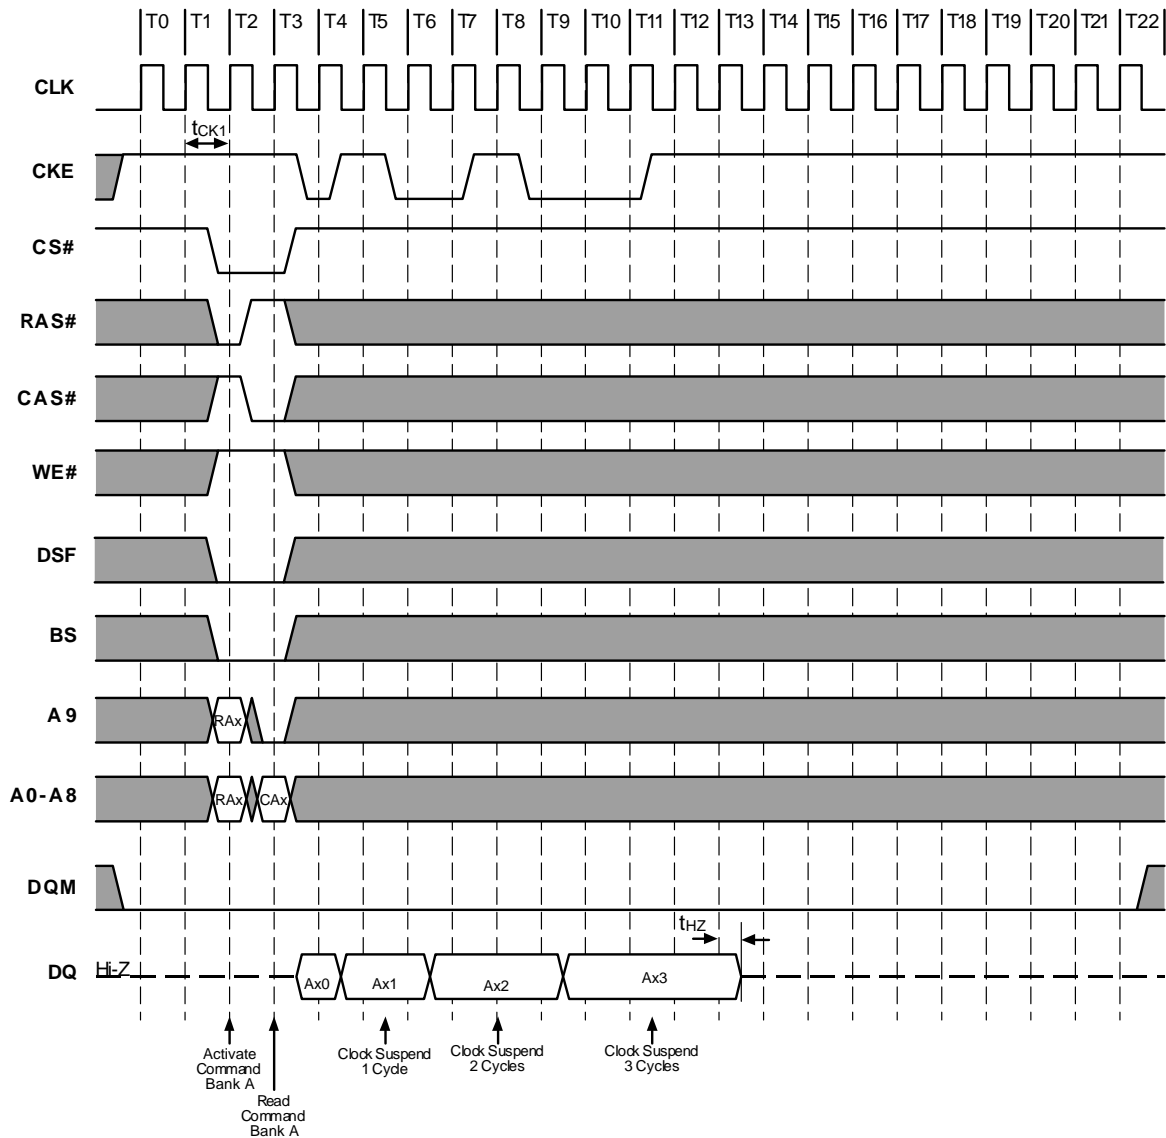 T0 T1 T2 T3 T4 T5 T6 T7 T8 T9 T10 T11 T12 T13 T14 T15 T16 T17 T18 T19 T20 T21 T22
CLK
tCK1
CKE
CS#
RAS#
CAS#
WE#
DSF
BS
A9
RAx
A0-A8
RAx CAx
DQM
tHZ
DQ Hi-Z Ax0 Ax1 Ax2 Ax3
Activate
Command
Bank A
Read
Command
Bank A
Clock Suspend
1 Cycle
Clock Suspend
2 Cycles
Clock Suspend
3 Cycles